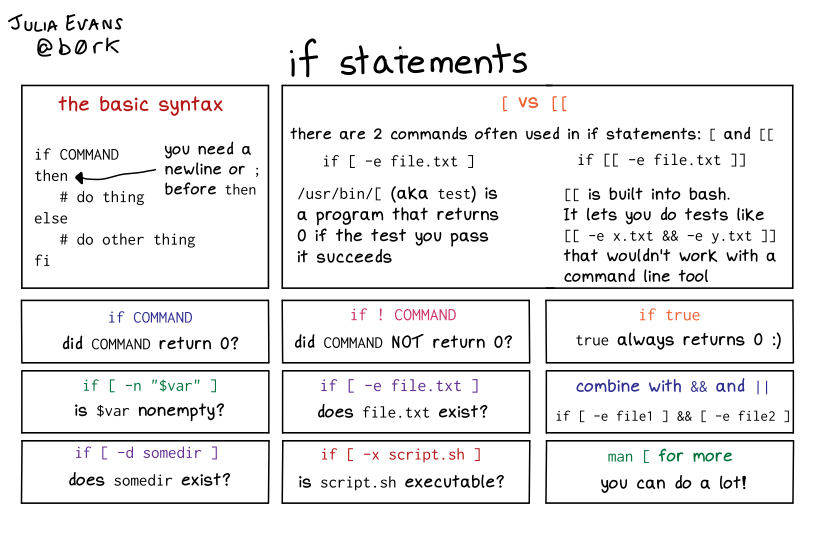 JULIA EVANS
@b0rk
if statements
the basic syntax
if COMMAND
then
# do thing
else
# do other thing
fi
you need a
newline or ;
before then
[ vs [[
there are 2 commands often used in if statements: [ and [[
if [ -e file.txt ]
/usr/bin/[ (aka test) is
a program that returns
0 if the test you pass
it succeeds
if [[ -e file.txt ]]
[[ is built into bash.
It lets you do tests like
[[ -e x.txt && -e y.txt ]]
that wouldn't work with a
command line tool
if COMMAND
did COMMAND return 0?
if ! COMMAND
did COMMAND NOT return 0?
if true
true always returns 0 :)
if [ -n "$var" ]
is $var nonempty?
if [ -e file.txt ]
does file.txt exist?
combine with && and ||
if [ -e file1 ] && [ -e file2 ]
if [ -d somedir ]
does somedir exist?
if [ -x script.sh ]
is script.sh executable?
man [ for more
you can do a lot!